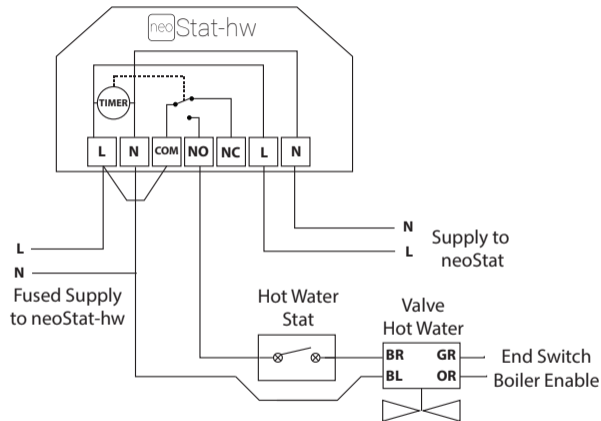 neoStat-hw
TIMER
L N COM NO NC L N
N
L
Supply to
neoStat
L
N
Fused Supply
to neoStat-hw
Hot Water
Stat
Valve
Hot Water
BR GR
BL OR
End Switch
Boiler Enable